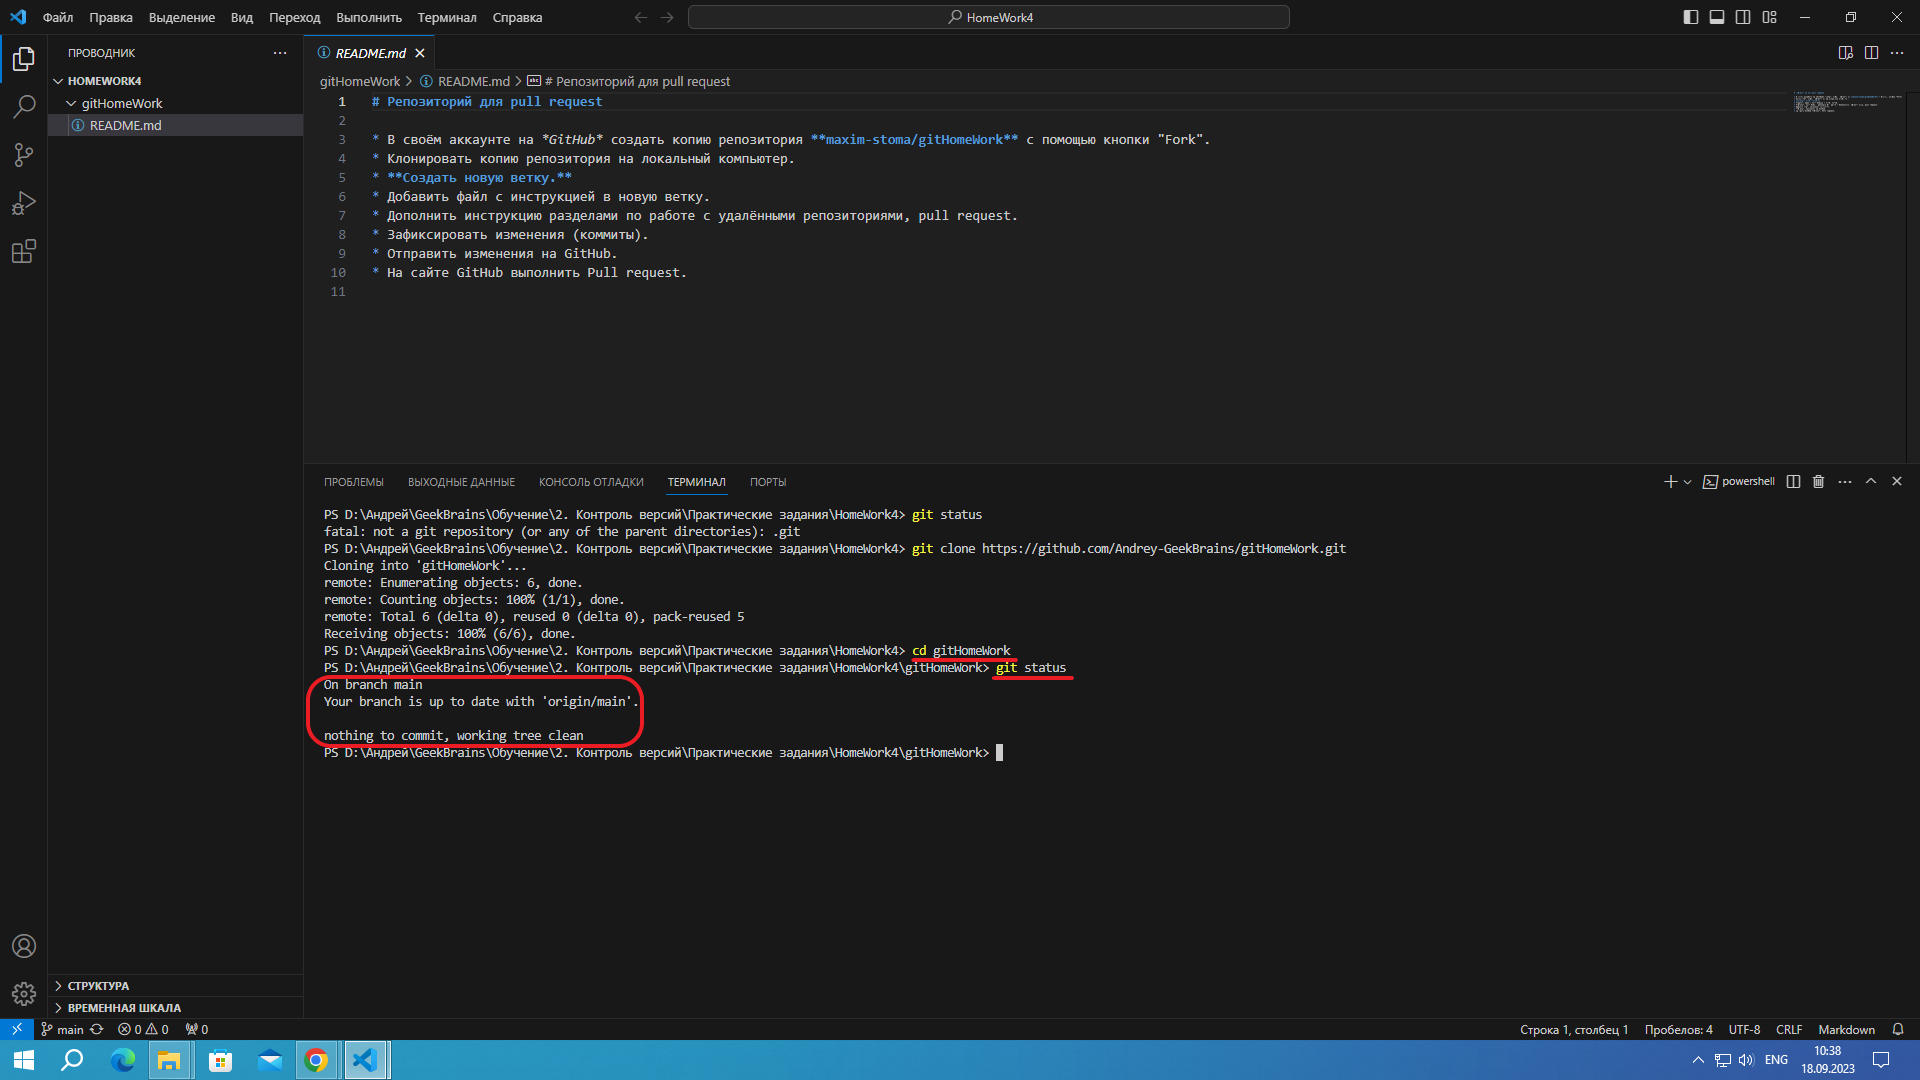 Файл Правка Выделение Вид Переход Выполнить Терминал Справка
HomeWork4
ПРОВОДНИК
README.md
HOMEWORK4
gitHomeWork
README.md
gitHomeWork > README.md > # Репозиторий для pull request
1 # Репозиторий для pull request
2
3 * В своём аккаунте на *GitHub* создать копию репозитория **maxim-stoma/gitHomeWork** с помощью кнопки "Fork".
4 * Клонировать копию репозитория на локальный компьютер.
5 * **Создать новую ветку.**
6 * Добавить файл с инструкцией в новую ветку.
7 * Дополнить инструкцию разделами по работе с удалёнными репозиториями, pull request.
8 * Зафиксировать изменения (коммиты).
9 * Отправить изменения на GitHub.
10 * На сайте GitHub выполнить Pull request.
11
ПРОБЛЕМЫ ВЫХОДНЫЕ ДАННЫЕ КОНСОЛЬ ОТЛАДКИ ТЕРМИНАЛ ПОРТЫ
powershell
PS D:\Андрей\GeekBrains\Обучение\2. Контроль версий\Практические задания\HomeWork4> git status
fatal: not a git repository (or any of the parent directories): .git
PS D:\Андрей\GeekBrains\Обучение\2. Контроль версий\Практические задания\HomeWork4> git clone https://github.com/Andrey-GeekBrains/gitHomeWork.git
Cloning into 'gitHomeWork'...
remote: Enumerating objects: 6, done.
remote: Counting objects: 100% (1/1), done.
remote: Total 6 (delta 0), reused 0 (delta 0), pack-reused 5
Receiving objects: 100% (6/6), done.
PS D:\Андрей\GeekBrains\Обучение\2. Контроль версий\Практические задания\HomeWork4> cd gitHomeWork
PS D:\Андрей\GeekBrains\Обучение\2. Контроль версий\Практические задания\HomeWork4\gitHomeWork> git status
On branch main
Your branch is up to date with 'origin/main'.
nothing to commit, working tree clean
PS D:\Андрей\GeekBrains\Обучение\2. Контроль версий\Практические задания\HomeWork4\gitHomeWork>
СТРУКТУРА
ВРЕМЕННАЯ ШКАЛА
main 0 0 0
Строка 1, столбец 1 Пробелов: 4 UTF-8 CRLF Markdown
ENG
10:38
18.09.2023